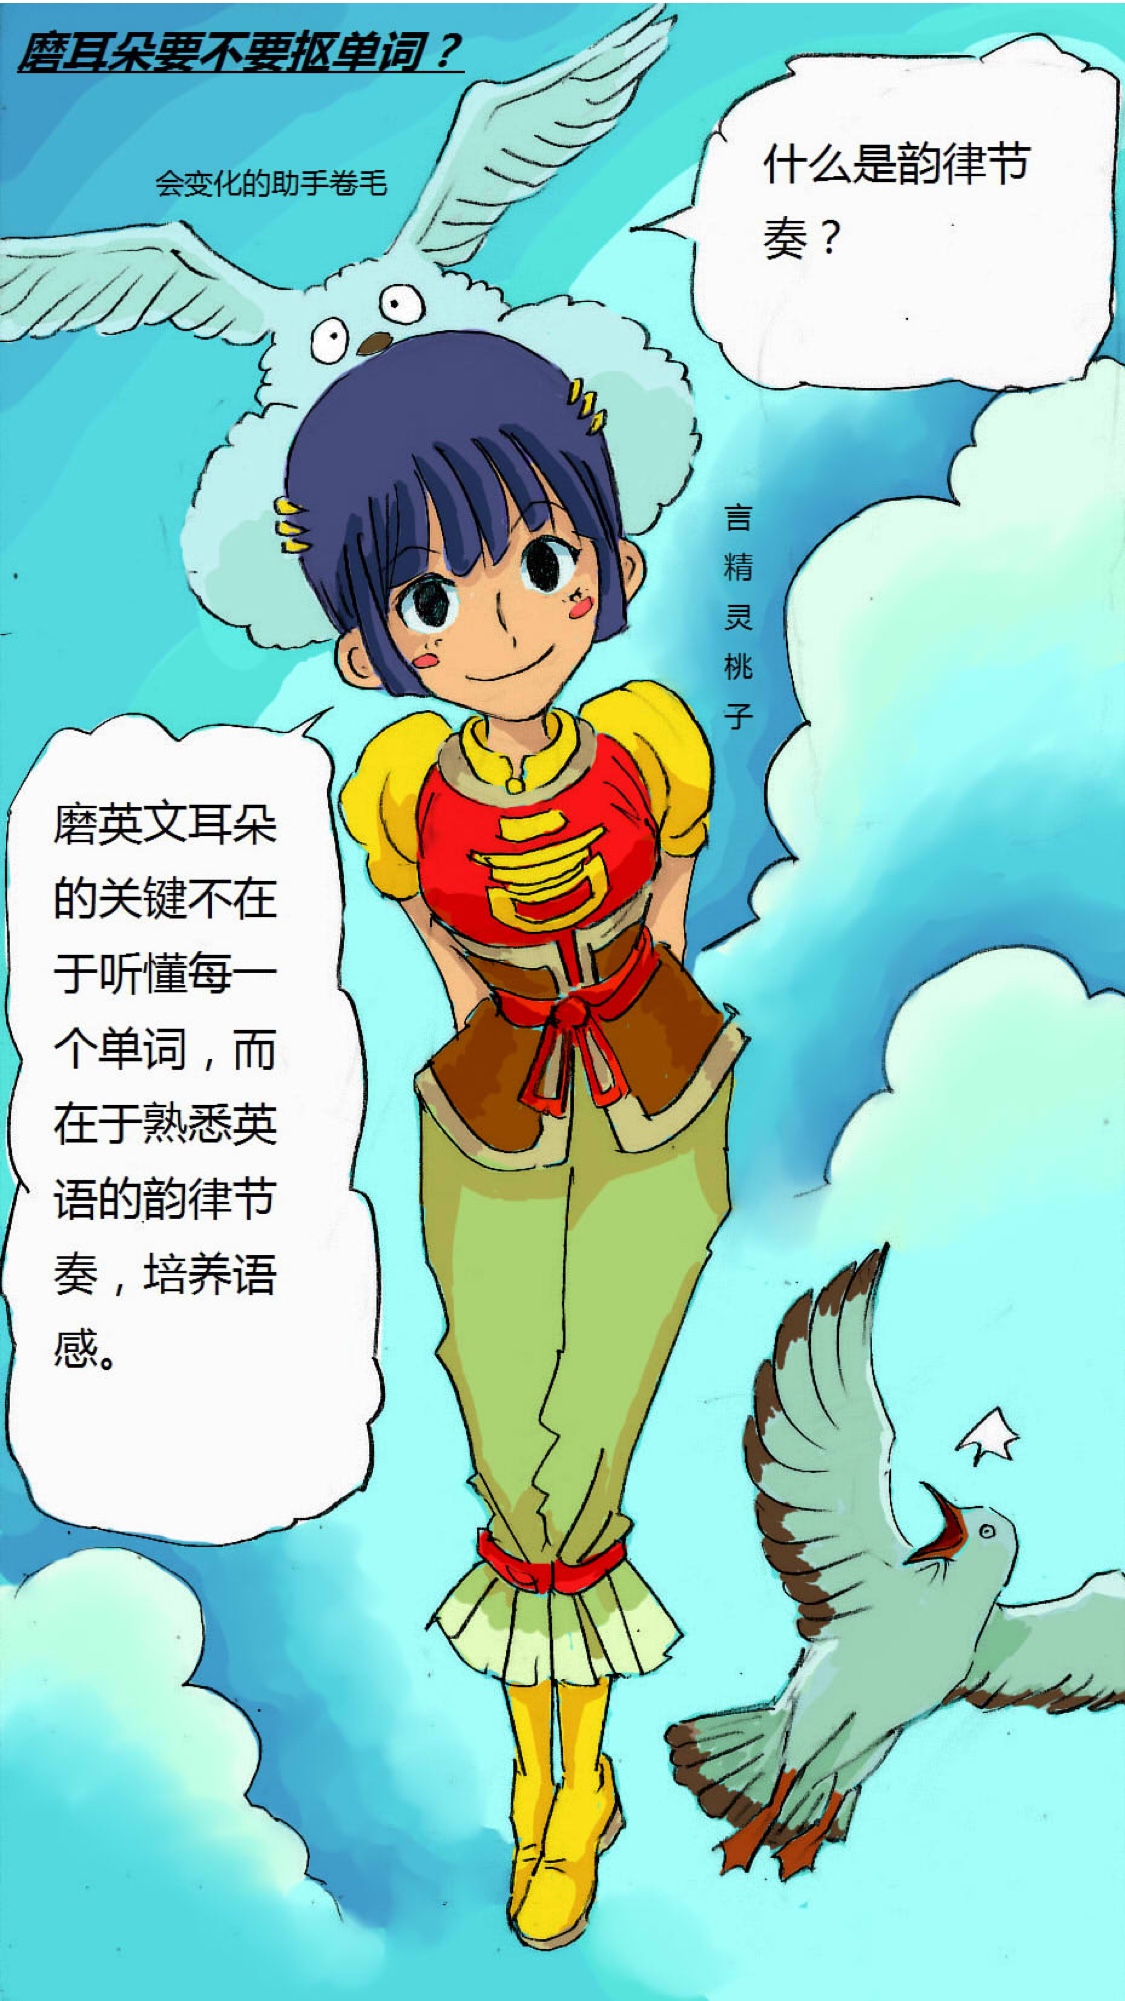 磨耳朵要不要抠单词？
会变化的助手卷毛
什么是韵律节
奏？
言精灵桃子
磨英文耳朵
的关键不在
于听懂每一
个单词，而
在于熟悉英
语的韵律节
奏，培养语
感。